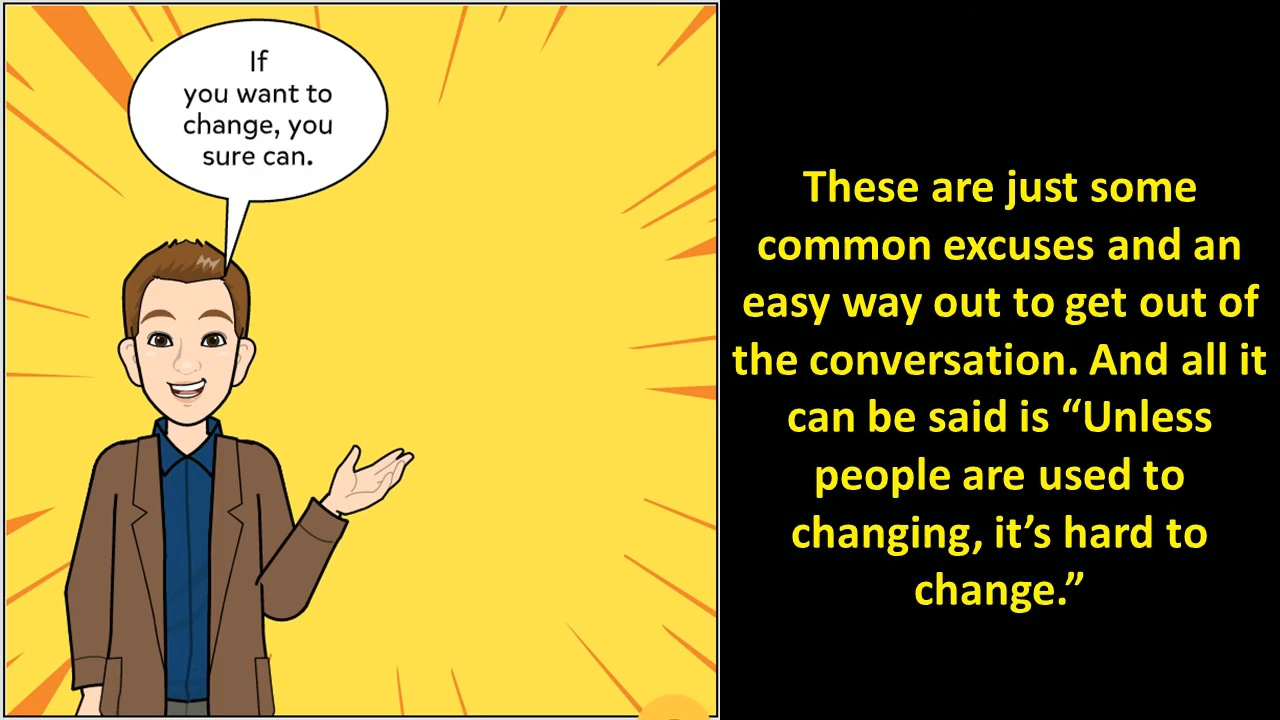 If
you want to
change, you
sure can.
These are just some
common excuses and an
easy way out to get out of
the conversation. And all it
can be said is “Unless
people are used to
changing, it’s hard to
change.”